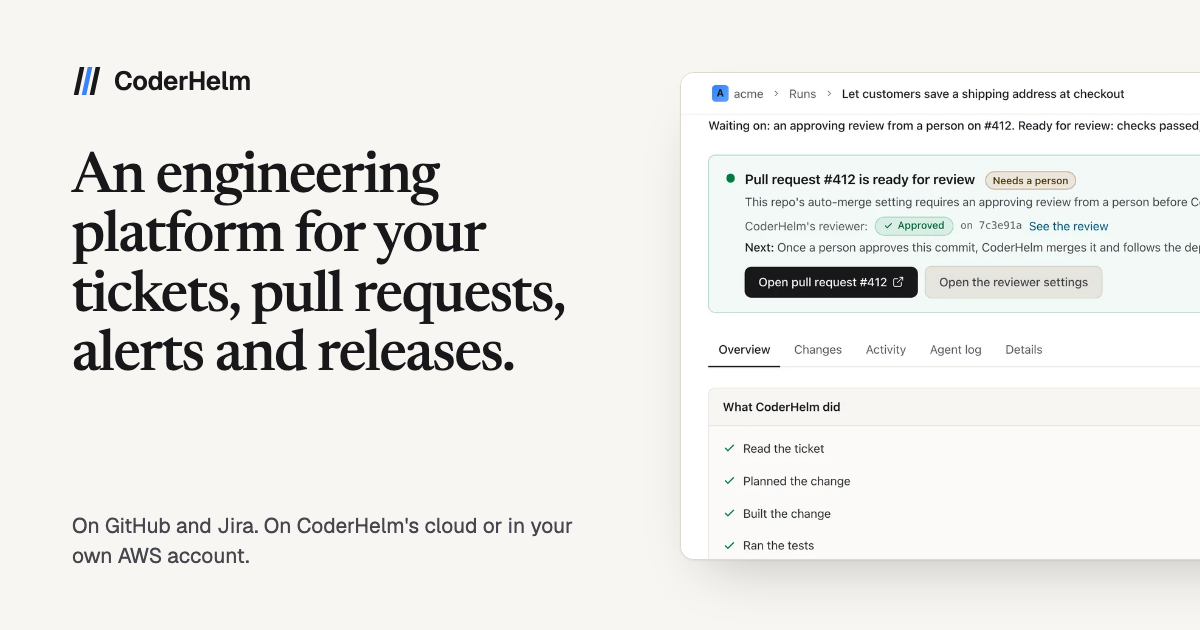 CoderHelm
An engineering
platform for your
tickets, pull requests,
alerts and releases.
On GitHub and Jira. On CoderHelm's cloud or in your
own AWS account.
A acme › Runs › Let customers save a shipping address at checkout
Waiting on: an approving review from a person on #412. Ready for review: checks passed,
Pull request #412 is ready for review Needs a person
This repo's auto-merge setting requires an approving review from a person before
CoderHelm's reviewer: ✓ Approved on 7c3e91a See the review
Next: Once a person approves this commit, CoderHelm merges it and follows the
Open pull request #412 Open the reviewer settings
Overview Changes Activity Agent log Details
What CoderHelm did
✓ Read the ticket
✓ Planned the change
✓ Built the change
✓ Ran the tests